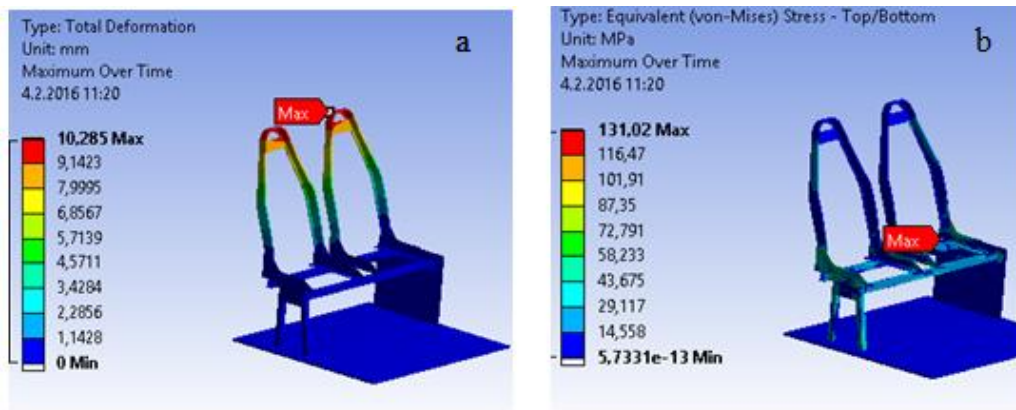 Type: Total Deformation
Unit: mm
Maximum Over Time
4.2.2016 11:20
a
Max
10,285 Max
9,1423
7,9995
6,8567
5,7139
4,5711
3,4284
2,2856
1,1428
0 Min
Type: Equivalent (von-Mises) Stress - Top/Bottom
Unit: MPa
Maximum Over Time
4.2.2016 11:20
b
131,02 Max
116,47
101,91
87,35
72,791
58,233
43,675
29,117
14,558
5,7331e-13 Min
Max